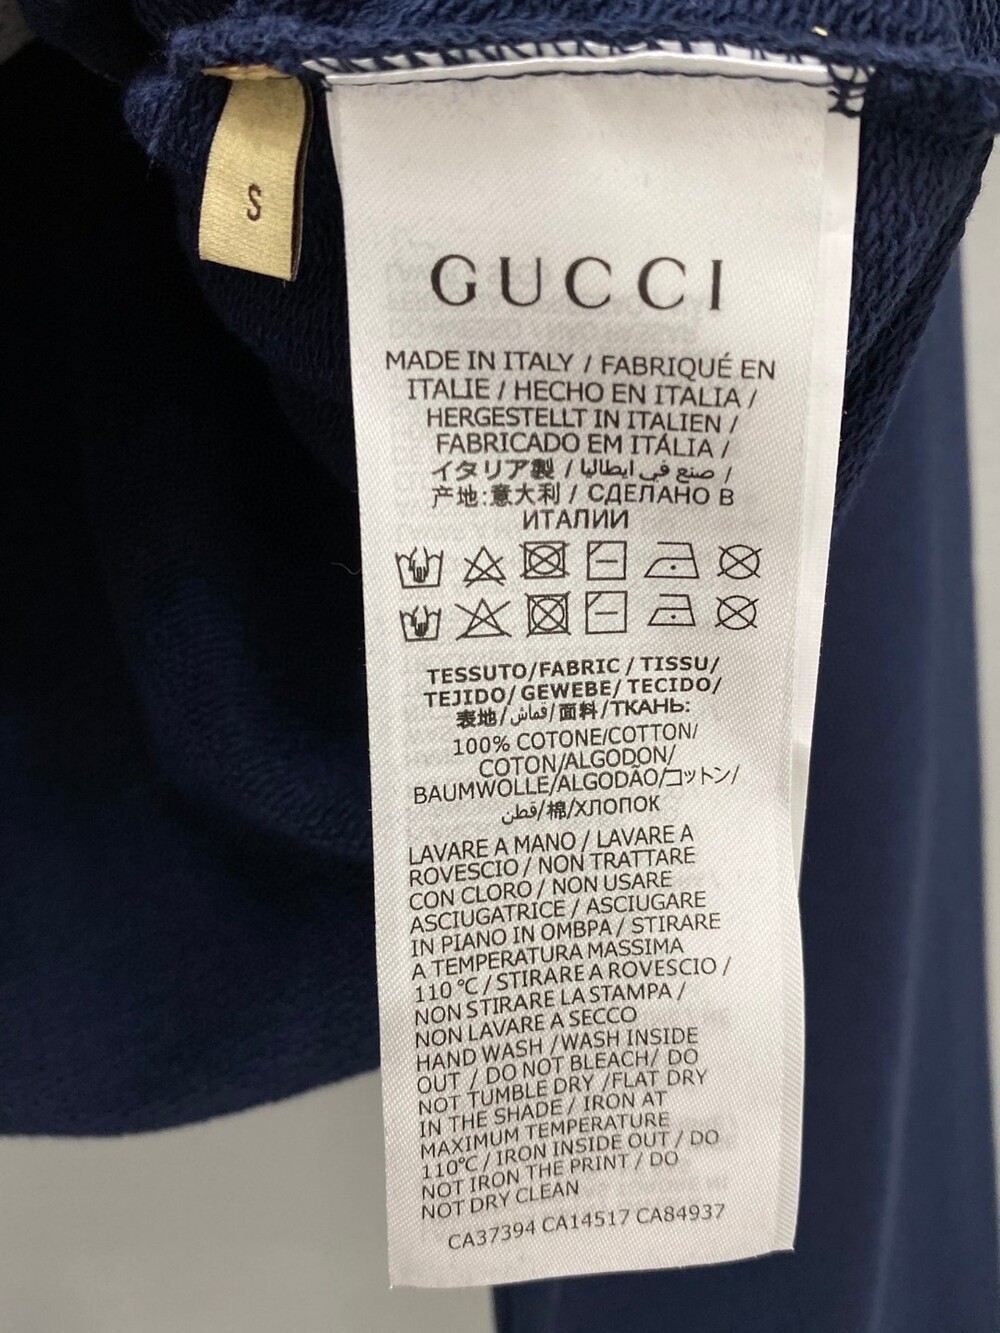 S
GUCCI
MADE IN ITALY / FABRIQUÉ EN
ITALIE / HECHO EN ITALIA /
HERGESTELLT IN ITALIEN /
FABRICADO EM ITÁLIA /
イタリア製 / صنع في ايطاليا /
产地:意大利 / СДЕЛАНО В
ИТАЛИИ
TESSUTO/FABRIC / TISSU/
TEJIDO/ GEWEBE/ TECIDO/
表地/قماش/面料/ТКАНЬ:
100% COTONE/COTTON/
COTON/ALGODON/
BAUMWOLLE/ALGODÃO/コットン/
قطن/棉/ХЛОПОК
LAVARE A MANO / LAVARE A
ROVESCIO / NON TRATTARE
CON CLORO / NON USARE
ASCIUGATRICE / ASCIUGARE
IN PIANO IN OMBPA / STIRARE
A TEMPERATURA MASSIMA
110 °C / STIRARE A ROVESCIO /
NON STIRARE LA STAMPA /
NON LAVARE A SECCO
HAND WASH /WASH INSIDE
OUT / DO NOT BLEACH/ DO
NOT TUMBLE DRY /FLAT DRY
IN THE SHADE / IRON AT
MAXIMUM TEMPERATURE
110°C / IRON INSIDE OUT / DO
NOT IRON THE PRINT / DO
NOT DRY CLEAN
CA37394 CA14517 CA84937